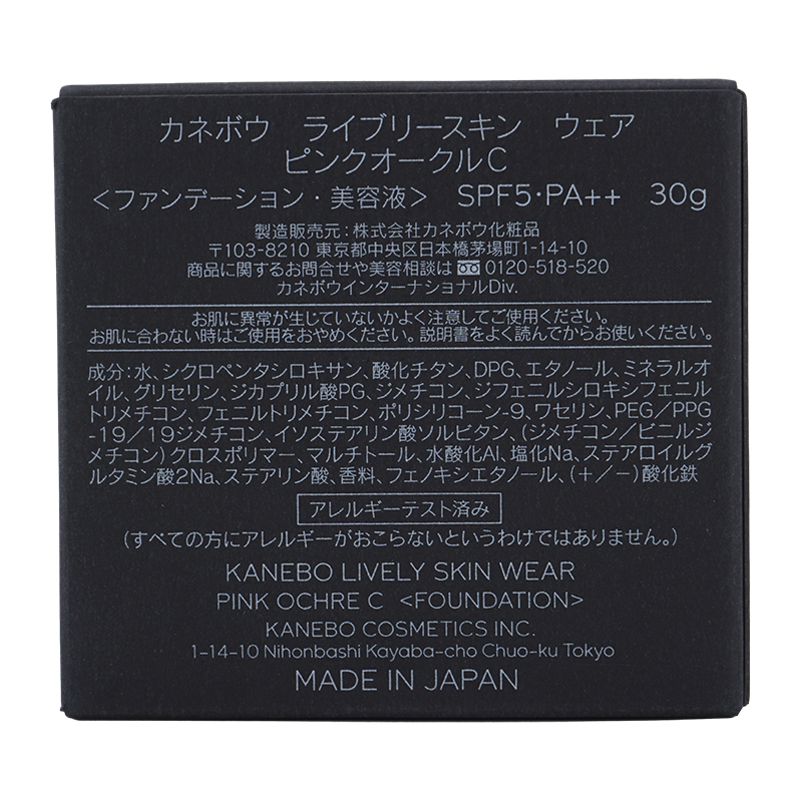 カネボウ　ライブリースキン　ウェア
ピンクオークルC
＜ファンデーション・美容液＞　SPF5・PA++　30g
製造販売元：株式会社カネボウ化粧品
〒103-8210 東京都中央区日本橋茅場町1-14-10
商品に関するお問合せや美容相談は 0120-518-520
カネボウインターナショナルDiv.
お肌に異常が生じていないかよく注意してご使用ください。
お肌に合わない時はご使用をおやめください。説明書をよく読んでからお使いください。
成分：水、シクロペンタシロキサン、酸化チタン、DPG、エタノール、ミネラルオ
イル、グリセリン、ジカプリル酸PG、ジメチコン、ジフェニルシロキシフェニル
トリメチコン、フェニルトリメチコン、ポリシリコーン-9、ワセリン、PEG/PPG
-19/19ジメチコン、イソステアリン酸ソルビタン、（ジメチコン/ビニルジ
メチコン）クロスポリマー、マルチトール、水酸化Al、塩化Na、ステアロイルグ
ルタミン酸2Na、ステアリン酸、香料、フェノキシエタノール、（+/－）酸化鉄
アレルギーテスト済み
（すべての方にアレルギーがおこらないというわけではありません。）
KANEBO LIVELY SKIN WEAR
PINK OCHRE C <FOUNDATION>
KANEBO COSMETICS INC.
1-14-10 Nihonbashi Kayaba-cho Chuo-ku Tokyo
MADE IN JAPAN